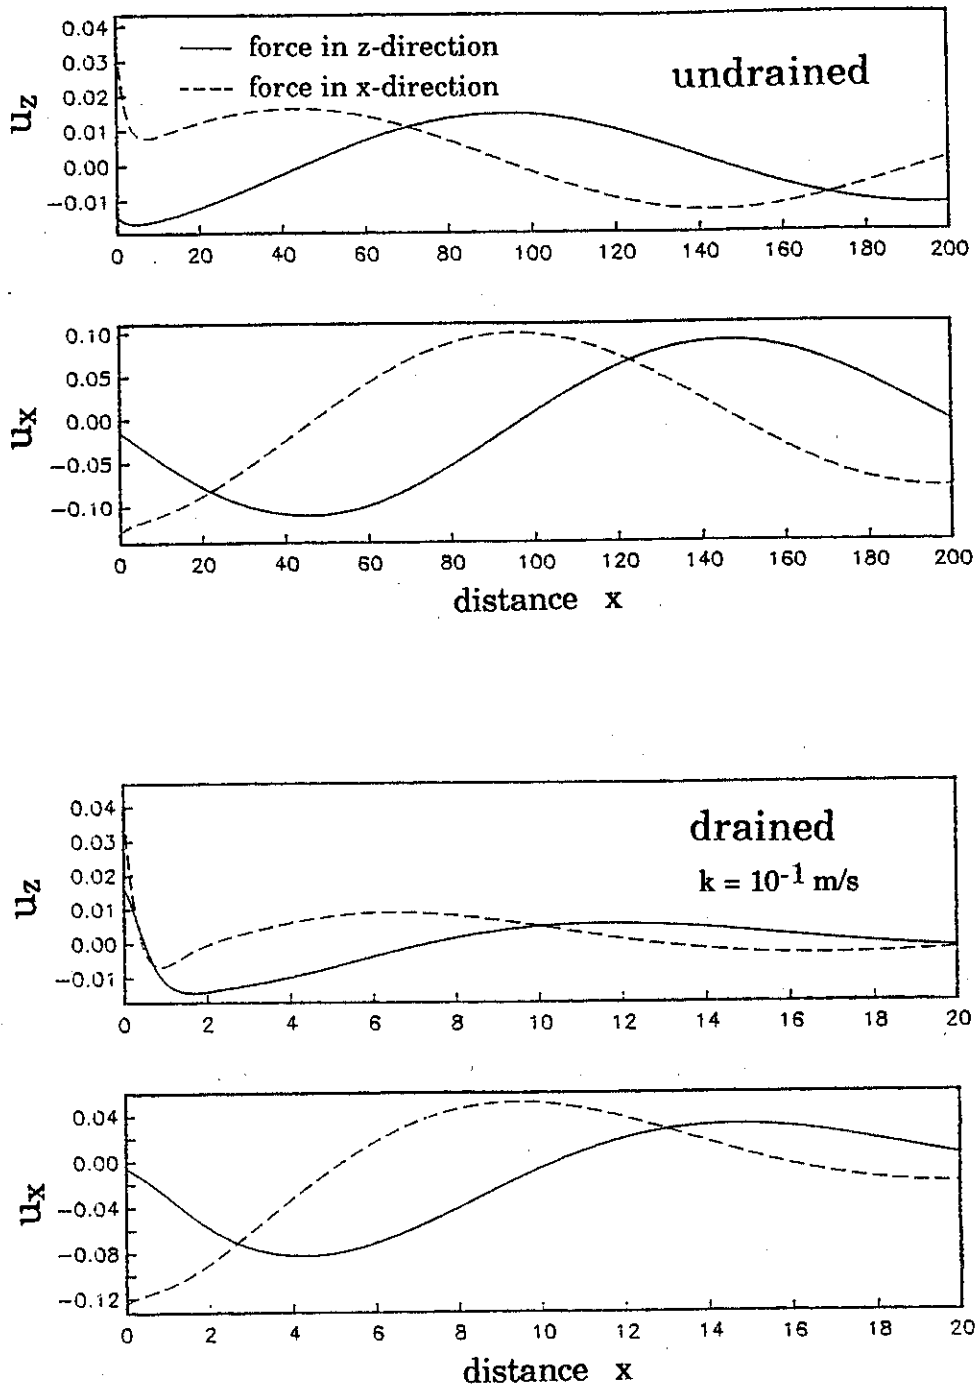 0.04
force in z-direction
0.03
undrained
force in x-direction
0.02
uz
0.01
0.00
−0.01
0 20 40 60 80 100 120 140 160 180 200
0.10
0.05
ux
0.00
−0.05
−0.10
0 20 40 60 80 100 120 140 160 180 200
distance x
0.04
drained
0.03
k = 10-1 m/s
0.02
uz
0.01
0.00
−0.01
0 2 4 6 8 10 12 14 16 18 20
0.04
0.00
ux
−0.04
−0.08
−0.12
0 2 4 6 8 10 12 14 16 18 20
distance x